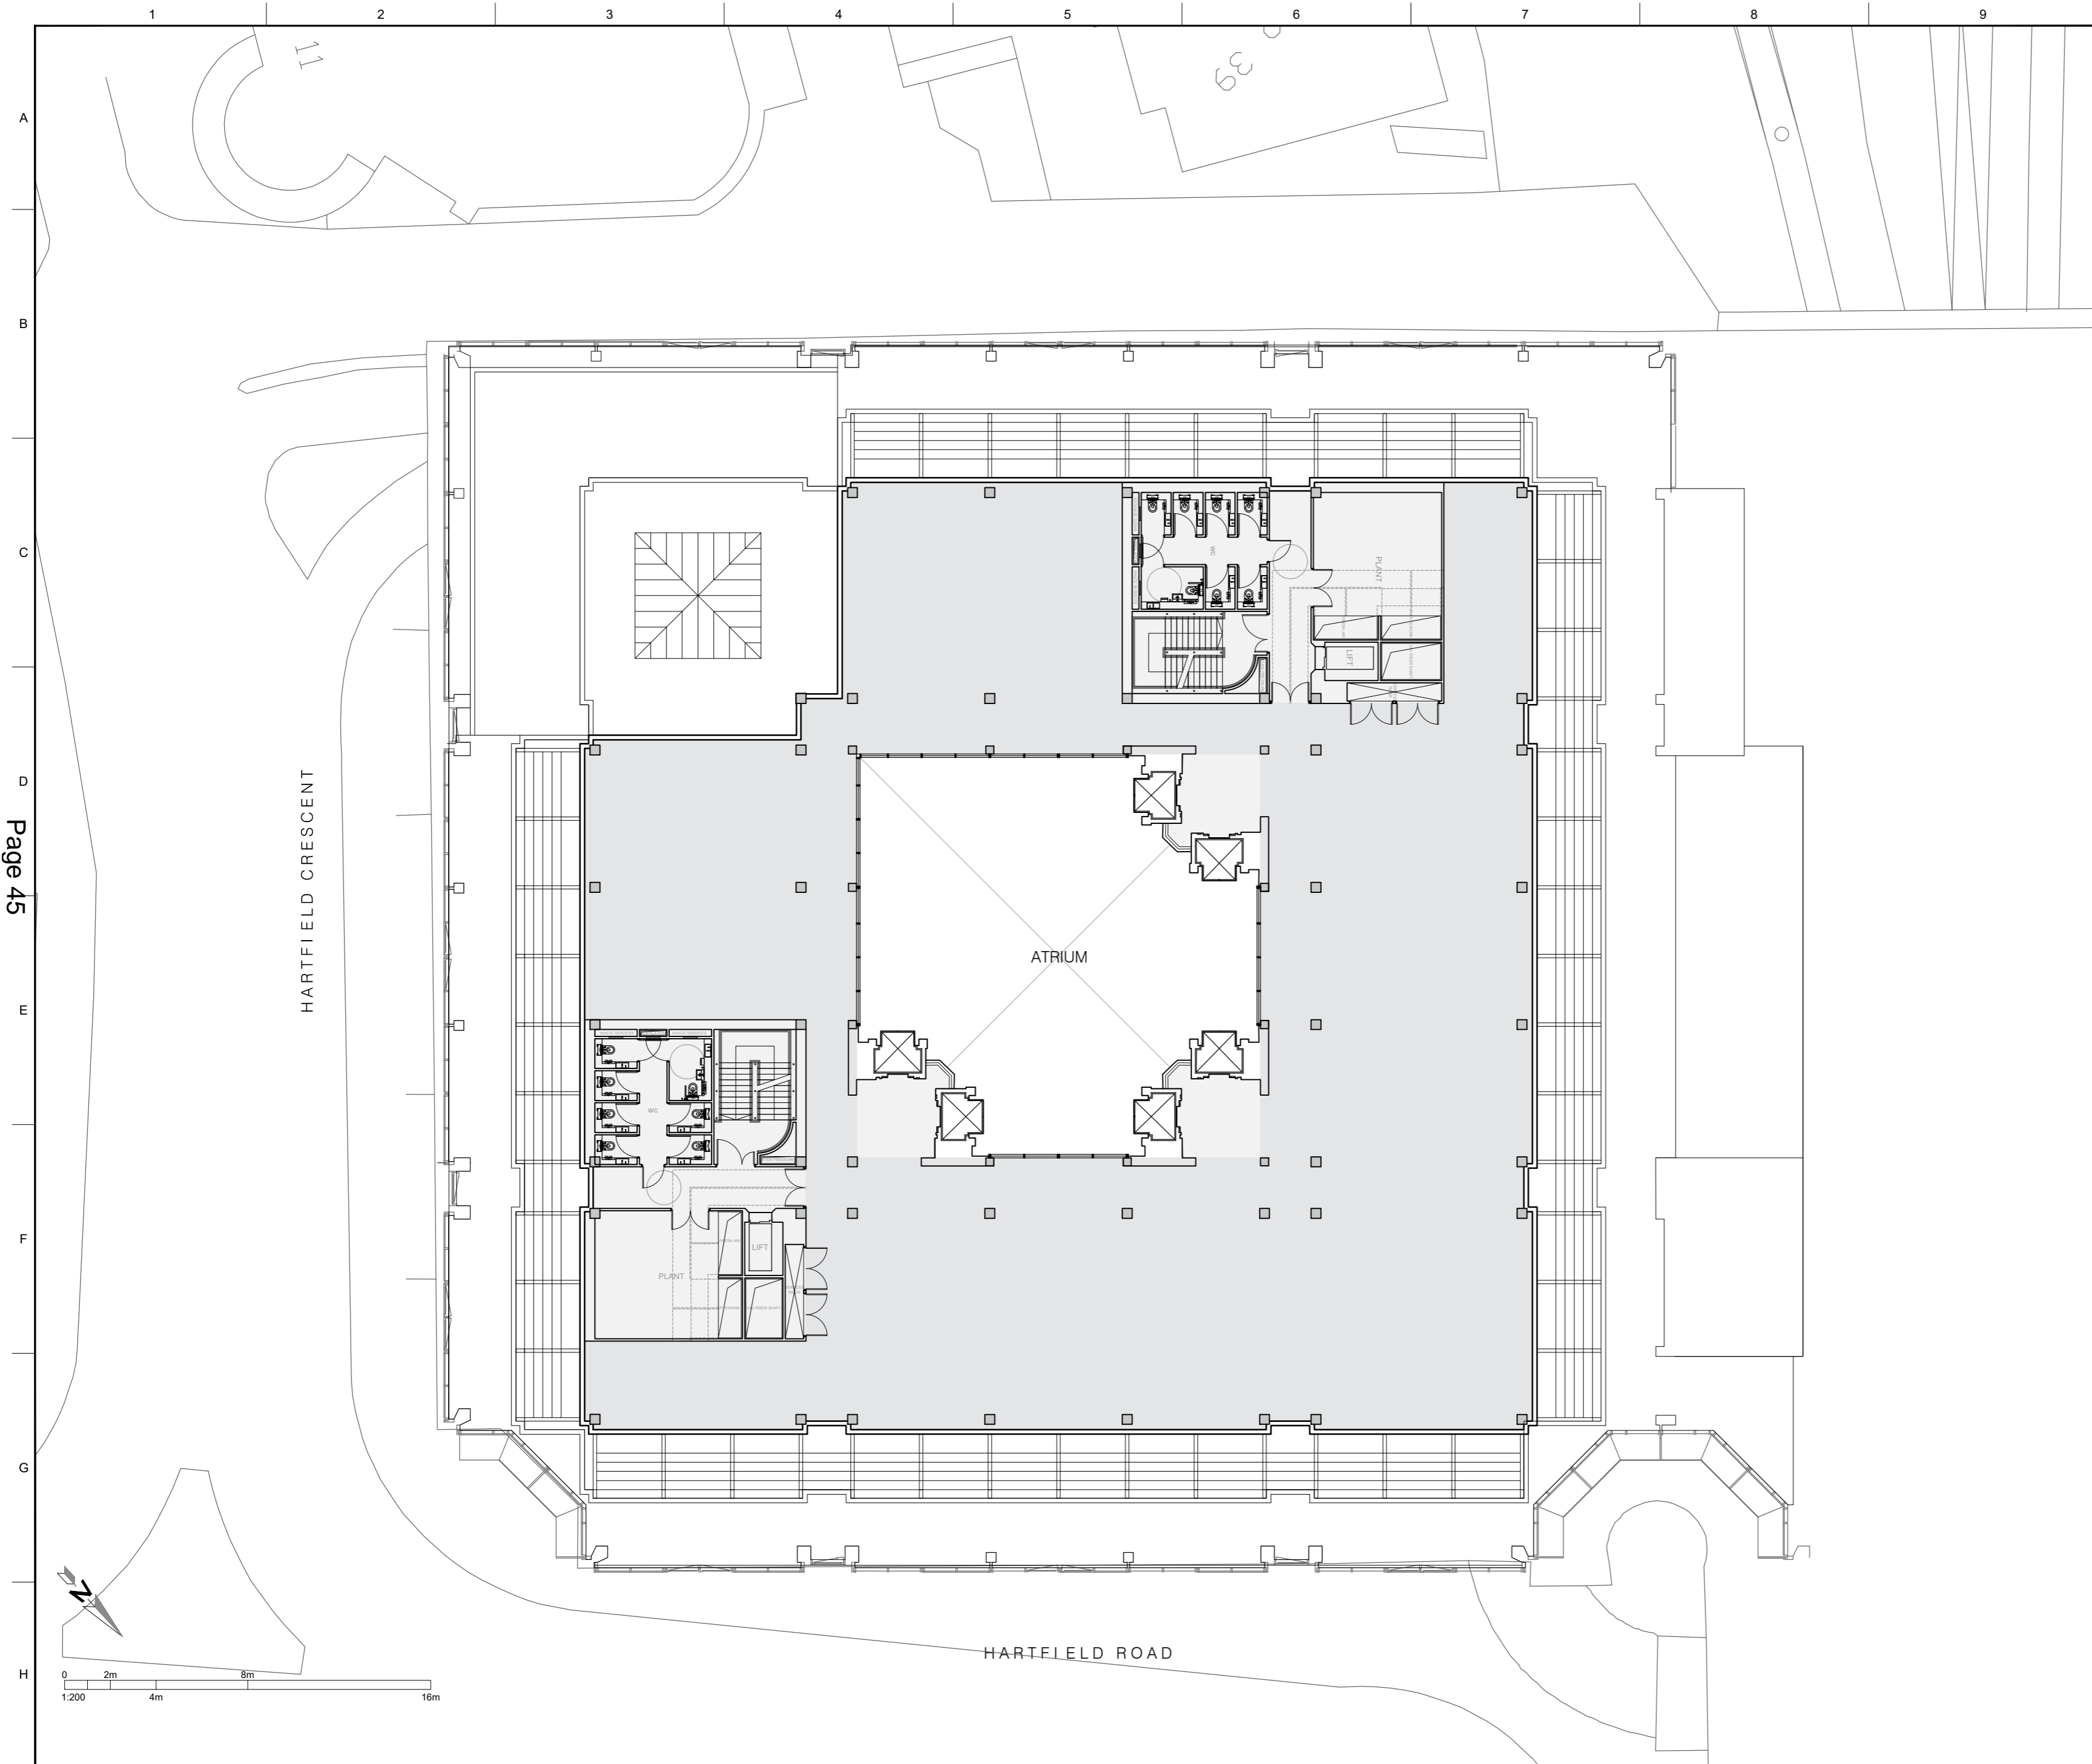 1 2 3 4 5 6 7 8 9
A
B
C
D
E
F
G
H
Page 45
11
39
HARTFIELD CRESCENT
WC
PLANT
LIFT
ATRIUM
WC
PLANT
LIFT
HARTFIELD ROAD
N
0 2m 8m
1:200 4m 16m